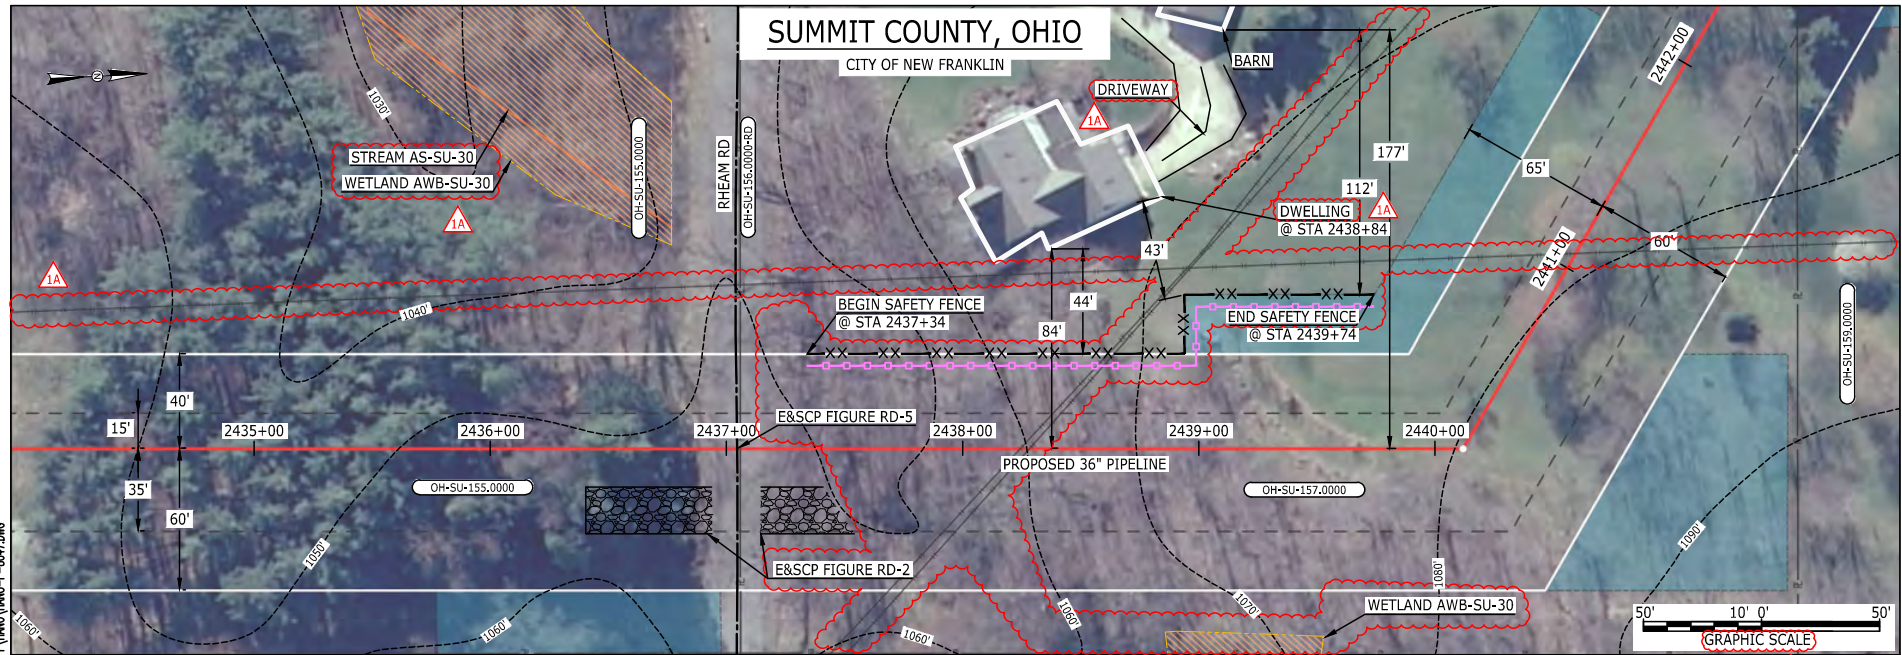 SUMMIT COUNTY, OHIO
CITY OF NEW FRANKLIN
BARN
DRIVEWAY
1A
N
1030'
STREAM AS-SU-30
WETLAND AWB-SU-30
1A
OH-SU-155.0000
RHEAM RD
OH-SU-156.0000-RD
177'
112'
1A
DWELLING
@ STA 2438+84
65'
60'
2442+00
2441+00
43'
44'
84'
1A
1040'
BEGIN SAFETY FENCE
@ STA 2437+34
END SAFETY FENCE
@ STA 2439+74
OH-SU-159.0000
40'
15'
35'
60'
2435+00
2436+00
2437+00
2438+00
2439+00
2440+00
E&SCP FIGURE RD-5
PROPOSED 36" PIPELINE
OH-SU-155.0000
OH-SU-157.0000
1050'
1090'
1080'
1070'
1060'
E&SCP FIGURE RD-2
WETLAND AWB-SU-30
1060'
1060'
1060'
50' 10' 0' 50'
GRAPHIC SCALE